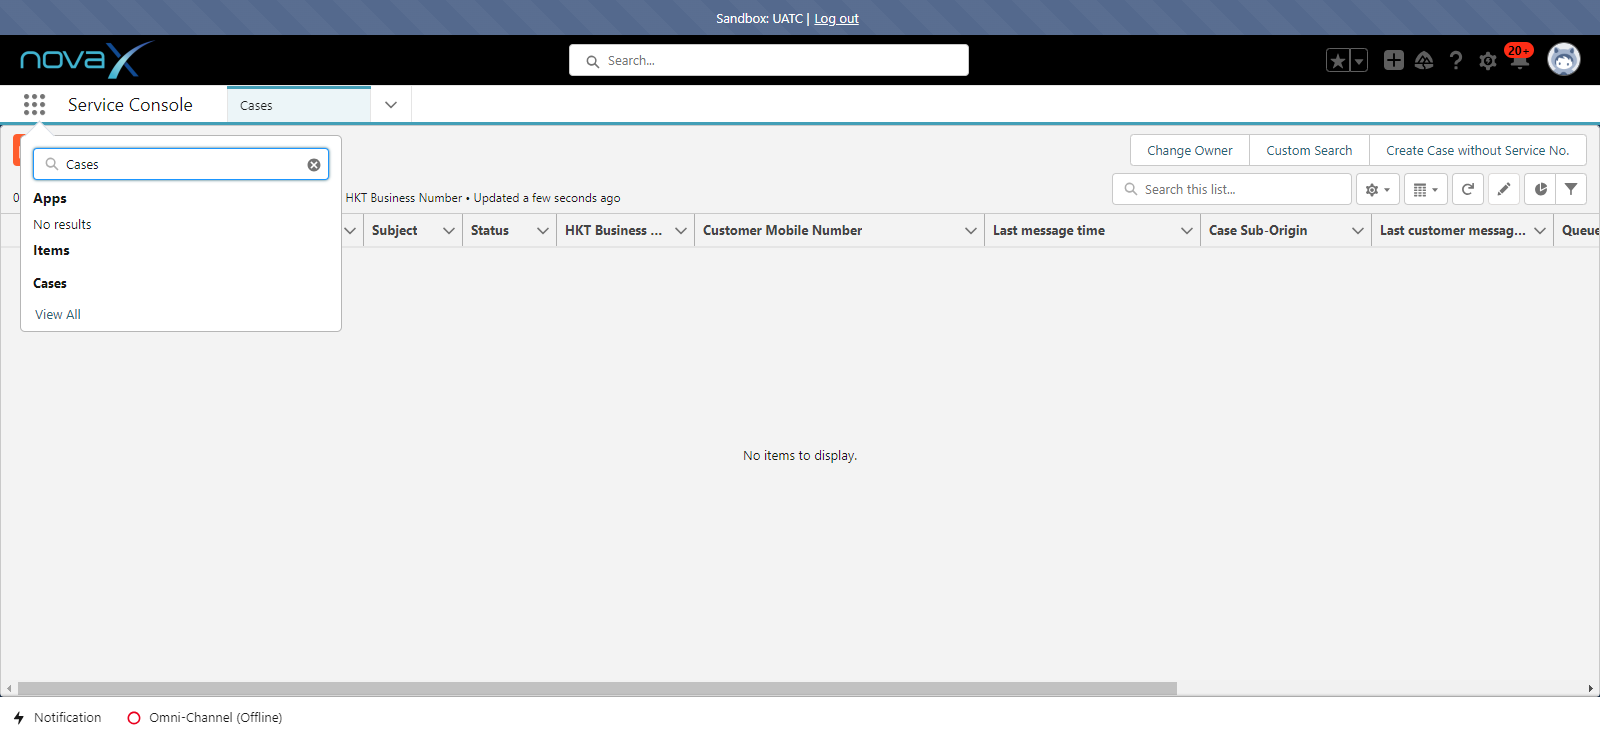 Sandbox: UATC | Log out
novaX
Search...
20+
Service Console
Cases
Cases
Apps
No results
Items
Cases
View All
Change Owner
Custom Search
Create Case without Service No.
0
HKT Business Number • Updated a few seconds ago
Search this list...
Subject
Status
HKT Business ...
Customer Mobile Number
Last message time
Case Sub-Origin
Last customer messag...
Queue
No items to display.
Notification
Omni-Channel (Offline)